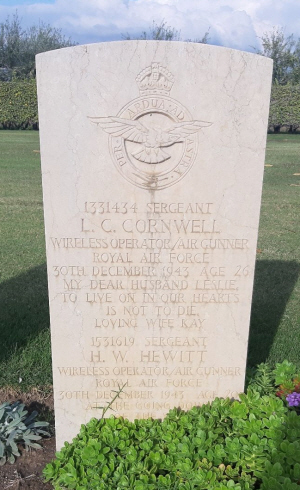 PER ARDUA AD ASTRA
1331434 SERGEANT
L. C. CORNWELL
WIRELESS OPERATOR/AIR GUNNER
ROYAL AIR FORCE
30TH DECEMBER 1943 AGE 26
MY DEAR HUSBAND LESLIE.
TO LIVE ON IN OUR HEARTS
IS NOT TO DIE.
LOVING WIFE KAY
1531619 SERGEANT
H. W. HEWITT
WIRELESS OPERATOR/AIR GUNNER
ROYAL AIR FORCE
30TH DECEMBER 1943 AGE